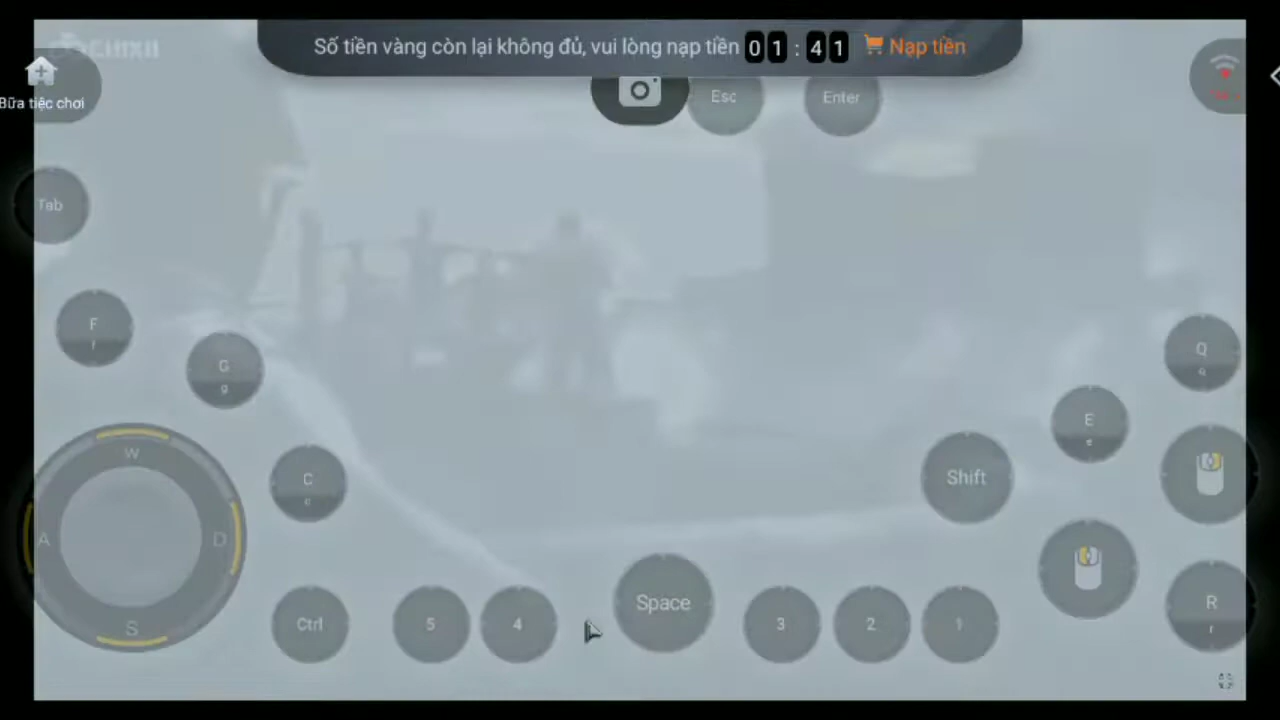 Số tiền vàng còn lại không đủ, vui lòng nạp tiền 01:41 Nạp tiền
Bữa tiệc chơi
Esc
Enter
Tab
F
f
G
g
Q
q
E
e
W
C
c
Shift
A
D
S
Ctrl
5
4
Space
3
2
1
R
r